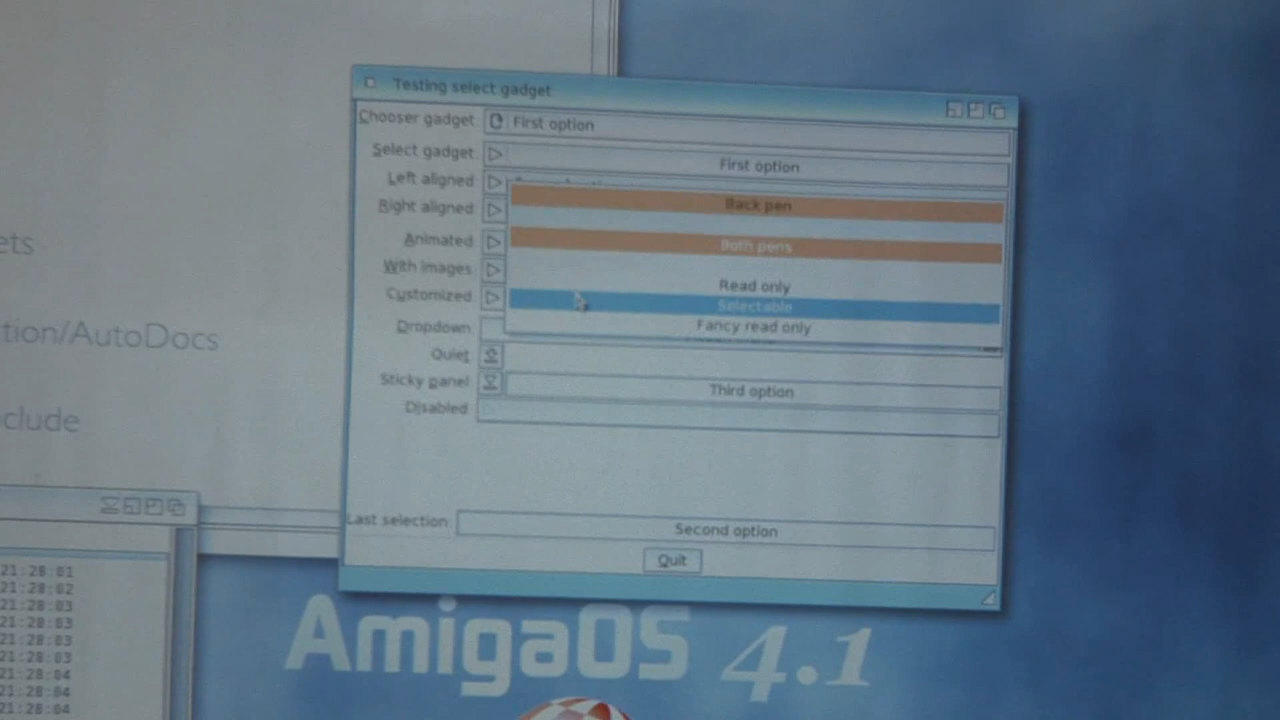 Testing select gadget
Chooser gadget First option
Select gadget First option
Left aligned
Right aligned
Back pen
Animated
Both pens
With images
Read only
Customized
Selectable
Dropdown
Fancy read only
Quiet
Sticky panel Third option
Disabled
Last selection: Second option
Quit
ets
tion/AutoDocs
clude
21:28:01
21:28:02
21:28:03
21:28:03
21:28:03
21:28:03
21:28:04
21:28:04
21:28:04
AmigaOS 4.1